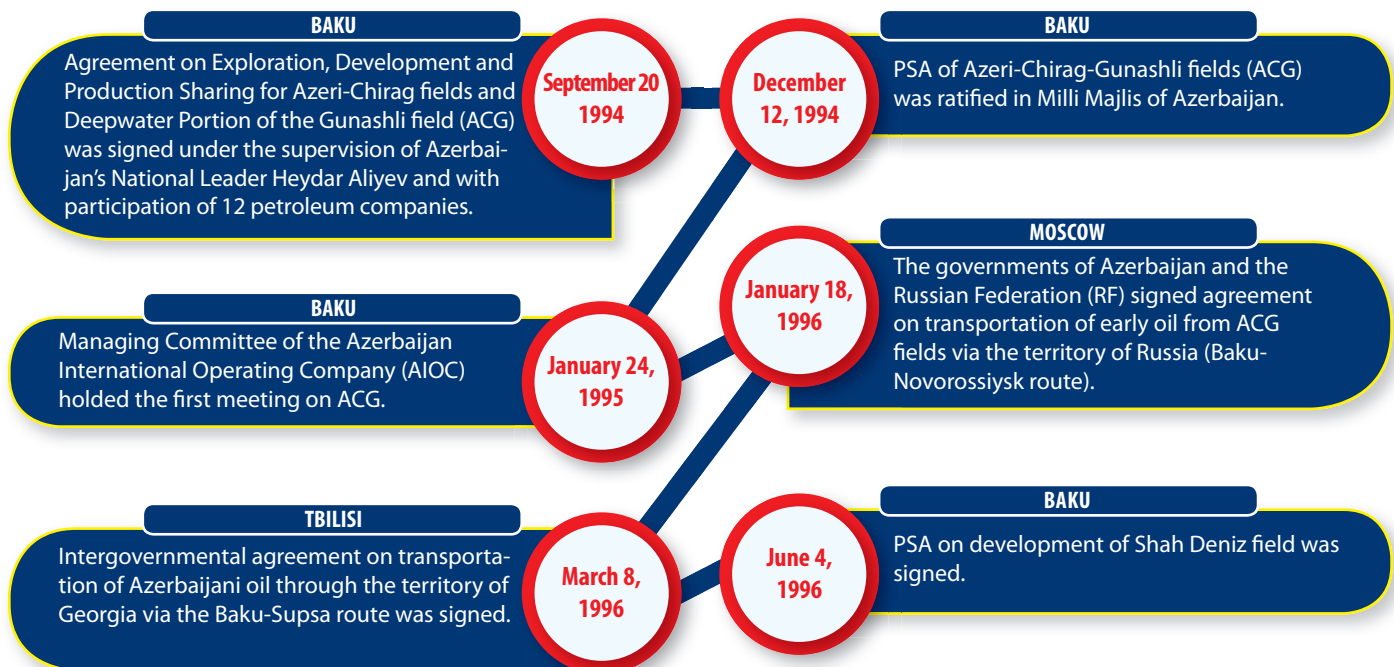 BAKU
Agreement on Exploration, Development and
Production Sharing for Azeri-Chirag fields and
Deepwater Portion of the Gunashli field (ACG)
was signed under the supervision of Azerbai-
jan's National Leader Heydar Aliyev and with
participation of 12 petroleum companies.
September 20
1994
December
12, 1994
BAKU
PSA of Azeri-Chirag-Gunashli fields (ACG)
was ratified in Milli Majlis of Azerbaijan.
BAKU
Managing Committee of the Azerbaijan
International Operating Company (AIOC)
holded the first meeting on ACG.
January 24,
1995
January 18,
1996
MOSCOW
The governments of Azerbaijan and the
Russian Federation (RF) signed agreement
on transportation of early oil from ACG
fields via the territory of Russia (Baku-
Novorossiysk route).
TBILISI
Intergovernmental agreement on transporta-
tion of Azerbaijani oil through the territory of
Georgia via the Baku-Supsa route was signed.
March 8,
1996
June 4,
1996
BAKU
PSA on development of Shah Deniz field was
signed.